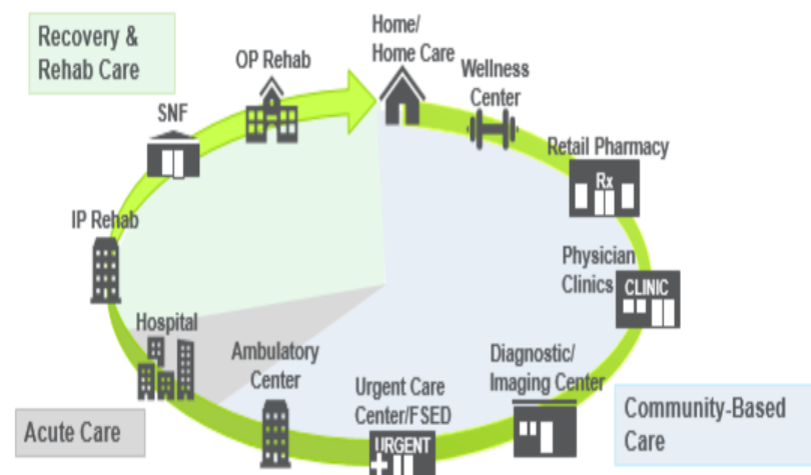 Recovery &
Rehab Care
OP Rehab
Home/
Home Care
Wellness
Center
SNF
Retail Pharmacy
Rx
IP Rehab
Physician
Clinics
CLINIC
Hospital
Ambulatory
Center
Diagnostic/
Imaging Center
Urgent Care
Center/FSED
URGENT
Acute Care
Community-Based
Care